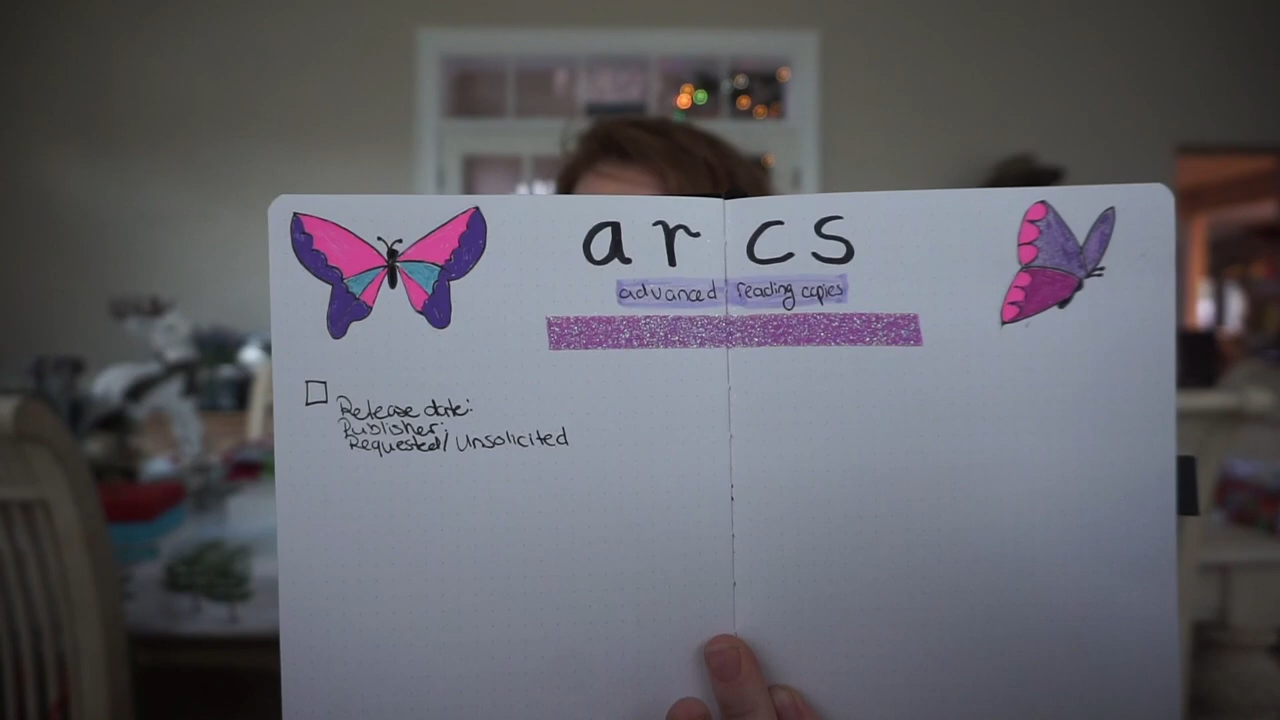 arcs
advanced reading copies
Release date:
Publisher:
Requested/Unsolicited